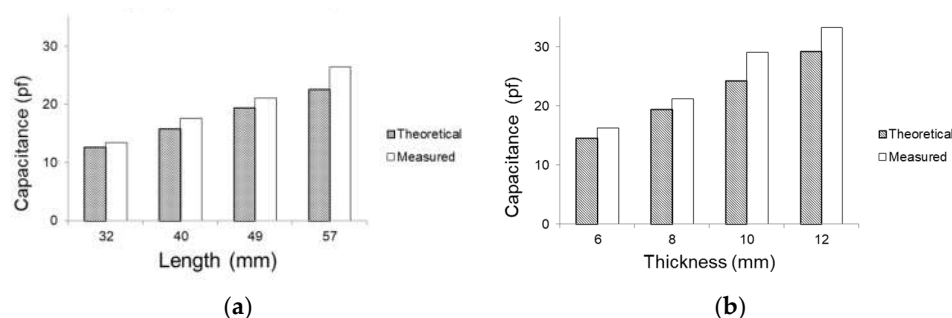 Capacitance (pf)
30
20
10
0
32 40 49 57
Length (mm)
Theoretical
Measured
(a)
Capacitance (pf)
30
20
10
0
6 8 10 12
Thickness (mm)
Theoretical
Measured
(b)